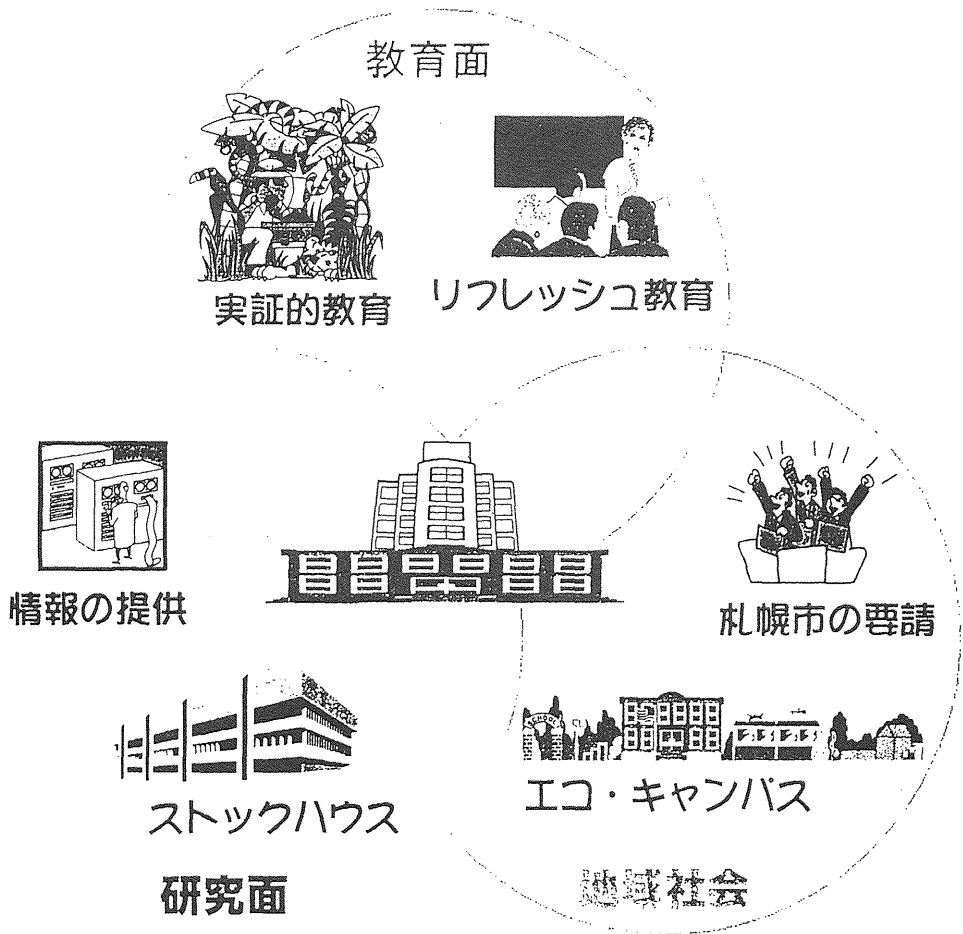 教育面
実証的教育
リフレッシュ教育
情報の提供
札幌市の要請
SCHOOL
ストックハウス
エコ・キャンパス
研究面
地域社会